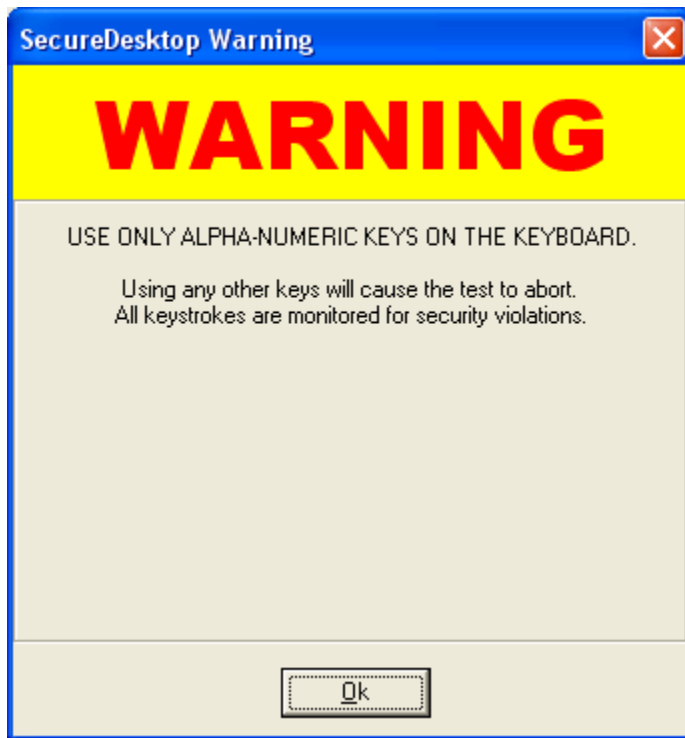 SecureDesktop Warning
WARNING
USE ONLY ALPHA-NUMERIC KEYS ON THE KEYBOARD.
Using any other keys will cause the test to abort.
All keystrokes are monitored for security violations.
Ok